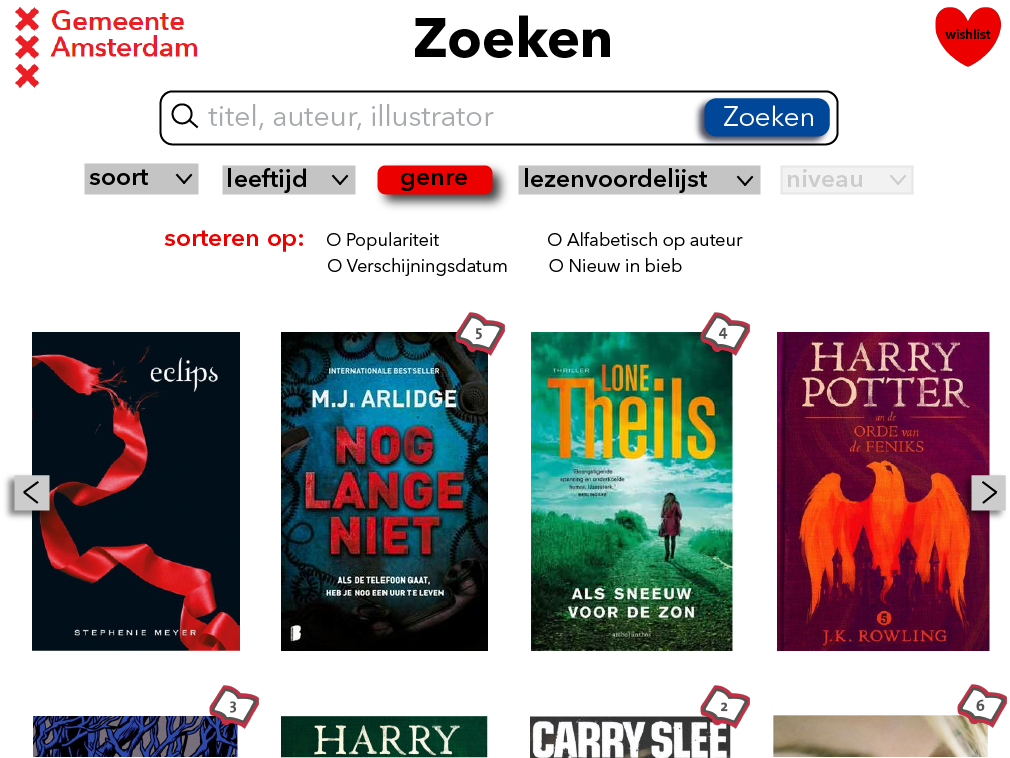 Gemeente
Amsterdam
Zoeken
wishlist
titel, auteur, illustrator
Zoeken
soort
leeftijd
genre
lezenvoordelijst
niveau
sorteren op:
O Populariteit
O Alfabetisch op auteur
O Verschijningsdatum
O Nieuw in bieb
eclips
STEPHENIE MEYER
5
INTERNATIONALE BESTSELLER
M.J. ARLIDGE
NOG
LANGE
NIET
ALS DE TELEFOON GAAT,
HEB JE NOG EEN UUR TE LEVEN
B
4
THRILLER
LONE
Theils
ALS SNEEUW
VOOR DE ZON
HARRY
POTTER
en de
ORDE van
de FENIKS
5
J.K. ROWLING
<
>
3
HARRY
2
CARRY SLEE
6